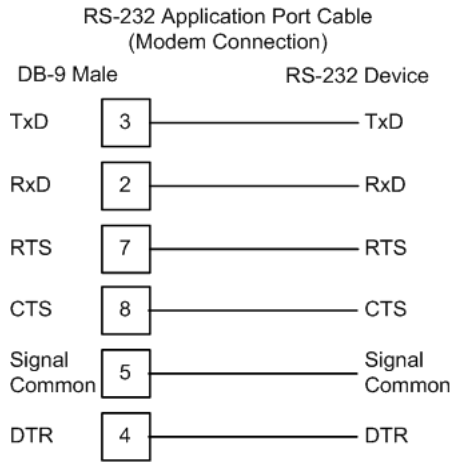 RS-232 Application Port Cable
(Modem Connection)
DB-9 Male RS-232 Device
TxD 3 TxD
RxD 2 RxD
RTS 7 RTS
CTS 8 CTS
Signal Common 5 Signal Common
DTR 4 DTR